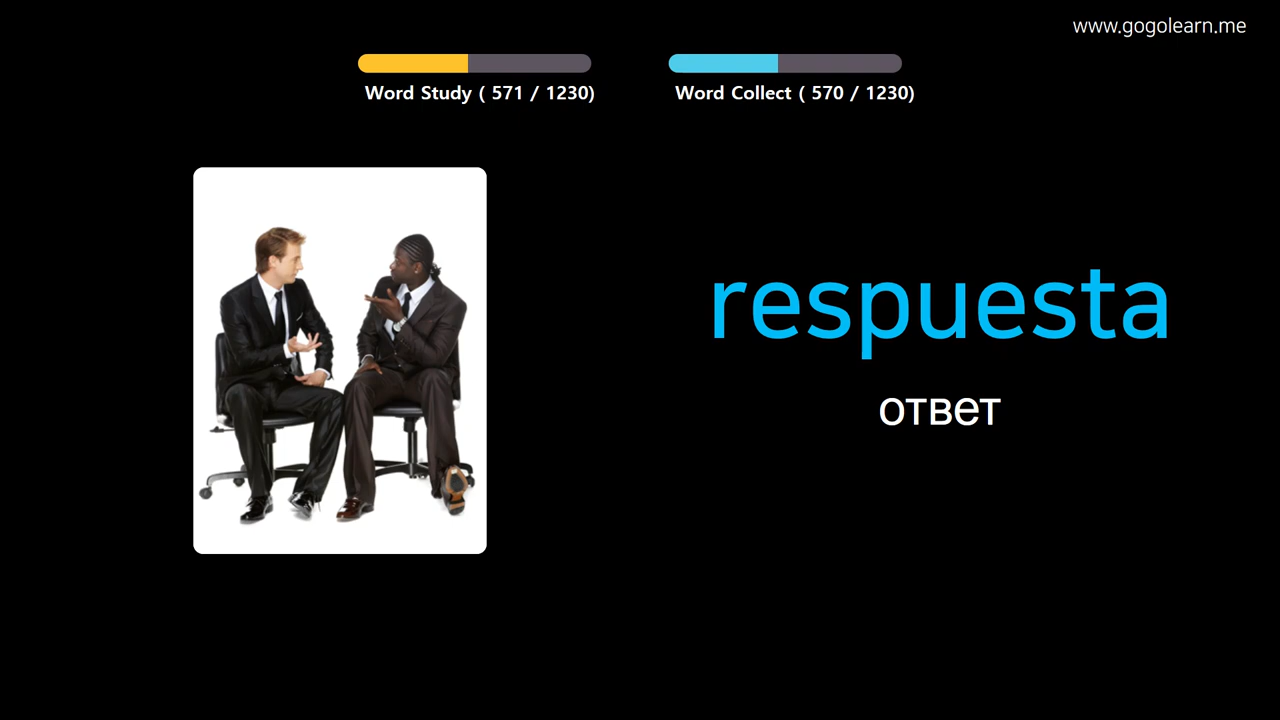 www.gogolearn.me
Word Study ( 571 / 1230)
Word Collect ( 570 / 1230)
respuesta
ответ